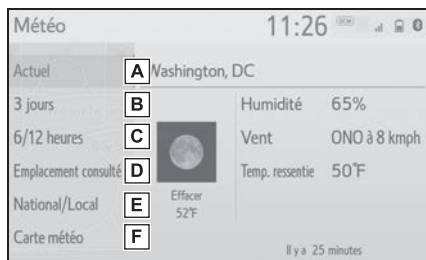 Météo 11:26 DCM
Actuel A Washington, DC
3 jours B Humidité 65%
6/12 heures C Vent ONO à 8 kmph
Emplacement consulté D Temp. ressentie 50°F
National/Local E Effacer
52°F
Carte météo F
Il y a 25 minutes